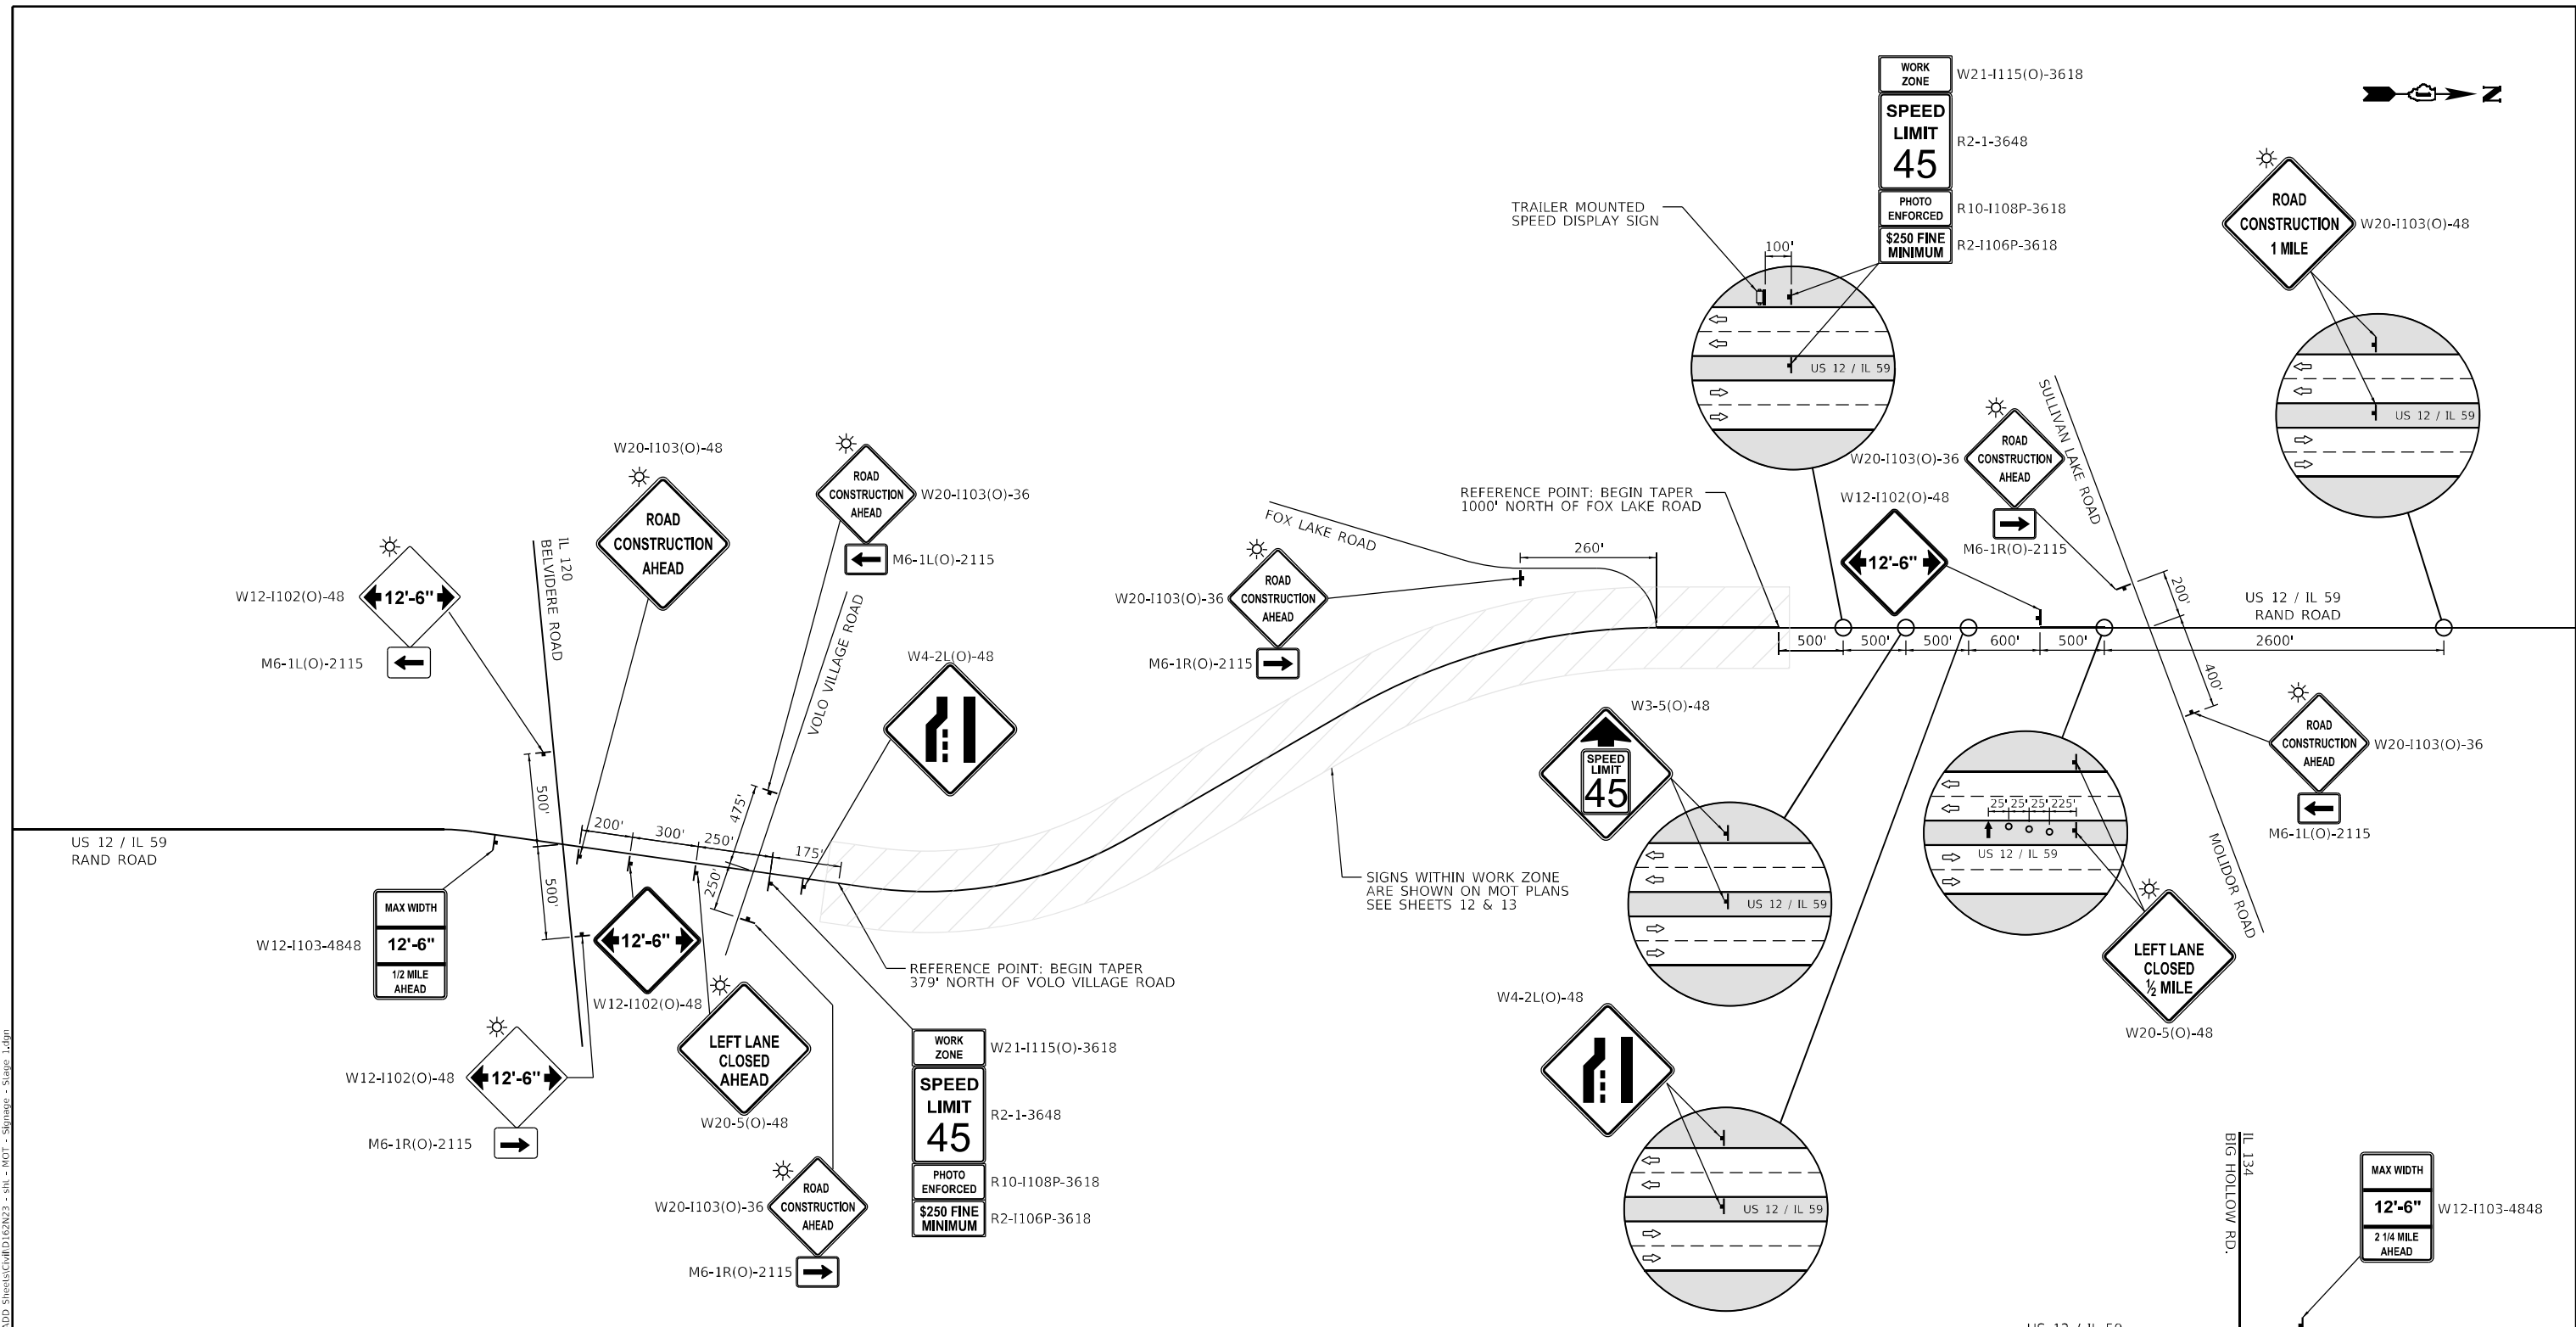 WORK
ZONE
W21-I115(O)-3618
SPEED
LIMIT
45
R2-1-3648
PHOTO
ENFORCED
R10-I108P-3618
$250 FINE
MINIMUM
R2-I106P-3618
N
TRAILER MOUNTED
SPEED DISPLAY SIGN
100'
US 12 / IL 59
ROAD
CONSTRUCTION
1 MILE
W20-I103(O)-48
US 12 / IL 59
SULLIVAN LAKE ROAD
ROAD
CONSTRUCTION
AHEAD
W20-I103(O)-36
M6-1R(O)-2115
W12-I102(O)-48
12'-6"
REFERENCE POINT: BEGIN TAPER
1000' NORTH OF FOX LAKE ROAD
FOX LAKE ROAD
260'
W20-I103(O)-36
ROAD
CONSTRUCTION
AHEAD
M6-1R(O)-2115
US 12 / IL 59
RAND ROAD
500'
500'
500'
600'
500'
2600'
200'
400'
W20-I103(O)-48
ROAD
CONSTRUCTION
AHEAD
ROAD
CONSTRUCTION
AHEAD
W20-I103(O)-36
M6-1L(O)-2115
IL 120
BELVIDERE ROAD
W12-I102(O)-48
12'-6"
M6-1L(O)-2115
VOLO VILLAGE ROAD
W4-2L(O)-48
500'
500'
200'
300'
250'
475'
250'
175'
US 12 / IL 59
RAND ROAD
MAX WIDTH
12'-6"
1/2 MILE
AHEAD
W12-I103-4848
12'-6"
W12-I102(O)-48
LEFT LANE
CLOSED
AHEAD
W20-5(O)-48
W12-I102(O)-48
12'-6"
M6-1R(O)-2115
REFERENCE POINT: BEGIN TAPER
379' NORTH OF VOLO VILLAGE ROAD
WORK
ZONE
W21-I115(O)-3618
SPEED
LIMIT
45
R2-1-3648
PHOTO
ENFORCED
R10-I108P-3618
$250 FINE
MINIMUM
R2-I106P-3618
W20-I103(O)-36
ROAD
CONSTRUCTION
AHEAD
M6-1R(O)-2115
SIGNS WITHIN WORK ZONE
ARE SHOWN ON MOT PLANS
SEE SHEETS 12 & 13
W3-5(O)-48
SPEED
LIMIT
45
US 12 / IL 59
W4-2L(O)-48
US 12 / IL 59
25'
25'
25'
225'
US 12 / IL 59
LEFT LANE
CLOSED
½ MILE
W20-5(O)-48
MOLIDOR ROAD
ROAD
CONSTRUCTION
AHEAD
W20-I103(O)-36
M6-1L(O)-2115
IL 134
BIG HOLLOW RD.
MAX WIDTH
12'-6"
2 1/4 MILE
AHEAD
W12-I103-4848
US 12 / IL 59
ADD Sheets\Civil\D162N23 - sht - MOT - Signage - Stage 1.dgn